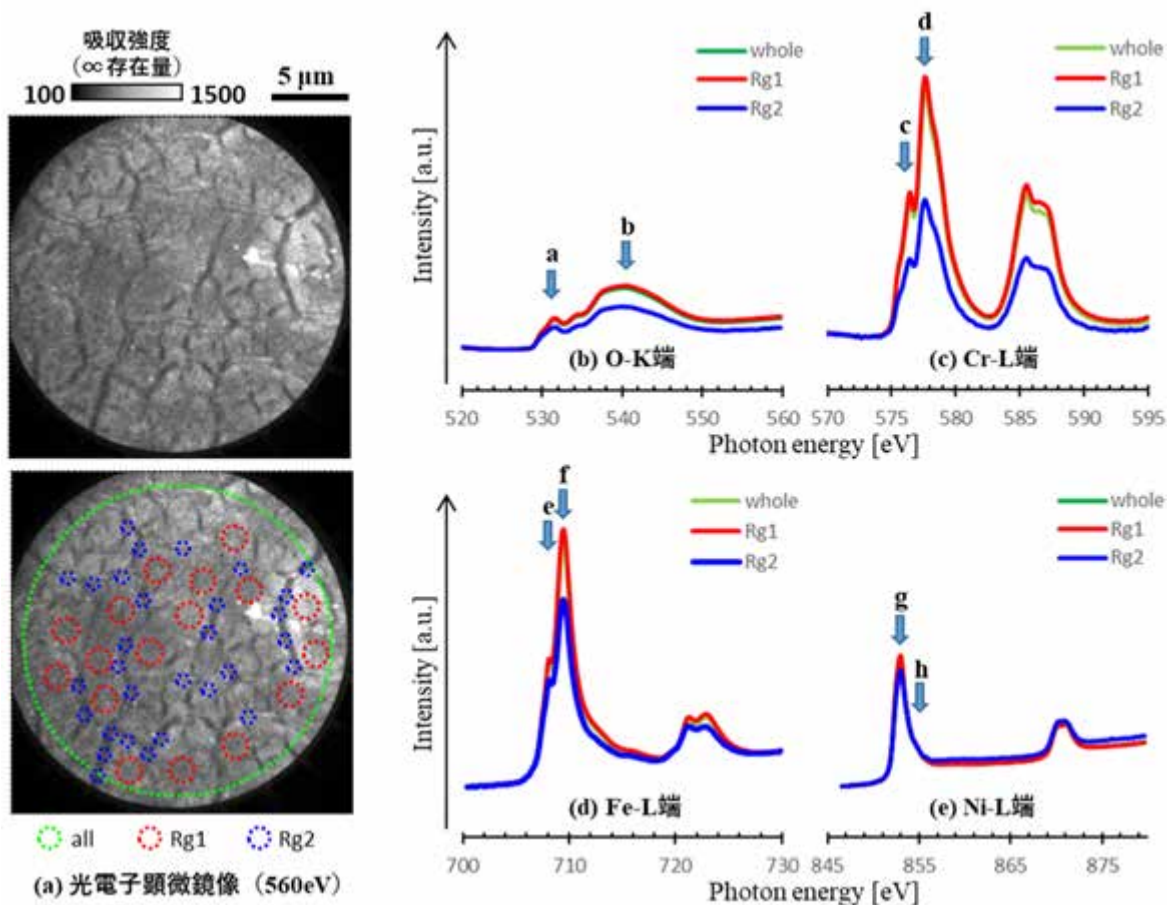 吸収強度
(∝ 存在量)
100
1500
5 μm
all
Rg1
Rg2
(a) 光電子顕微鏡像（560eV）
Intensity [a.u.]
whole
Rg1
Rg2
a
b
(b) O-K端
520 530 540 550 560
whole
Rg1
Rg2
c
d
(c) Cr-L端
570 575 580 585 590 595
Photon energy [eV]
Intensity [a.u.]
whole
Rg1
Rg2
e
f
(d) Fe-L端
700 710 720 730
whole
Rg1
Rg2
g
h
(e) Ni-L端
845 855 865 875
Photon energy [eV]